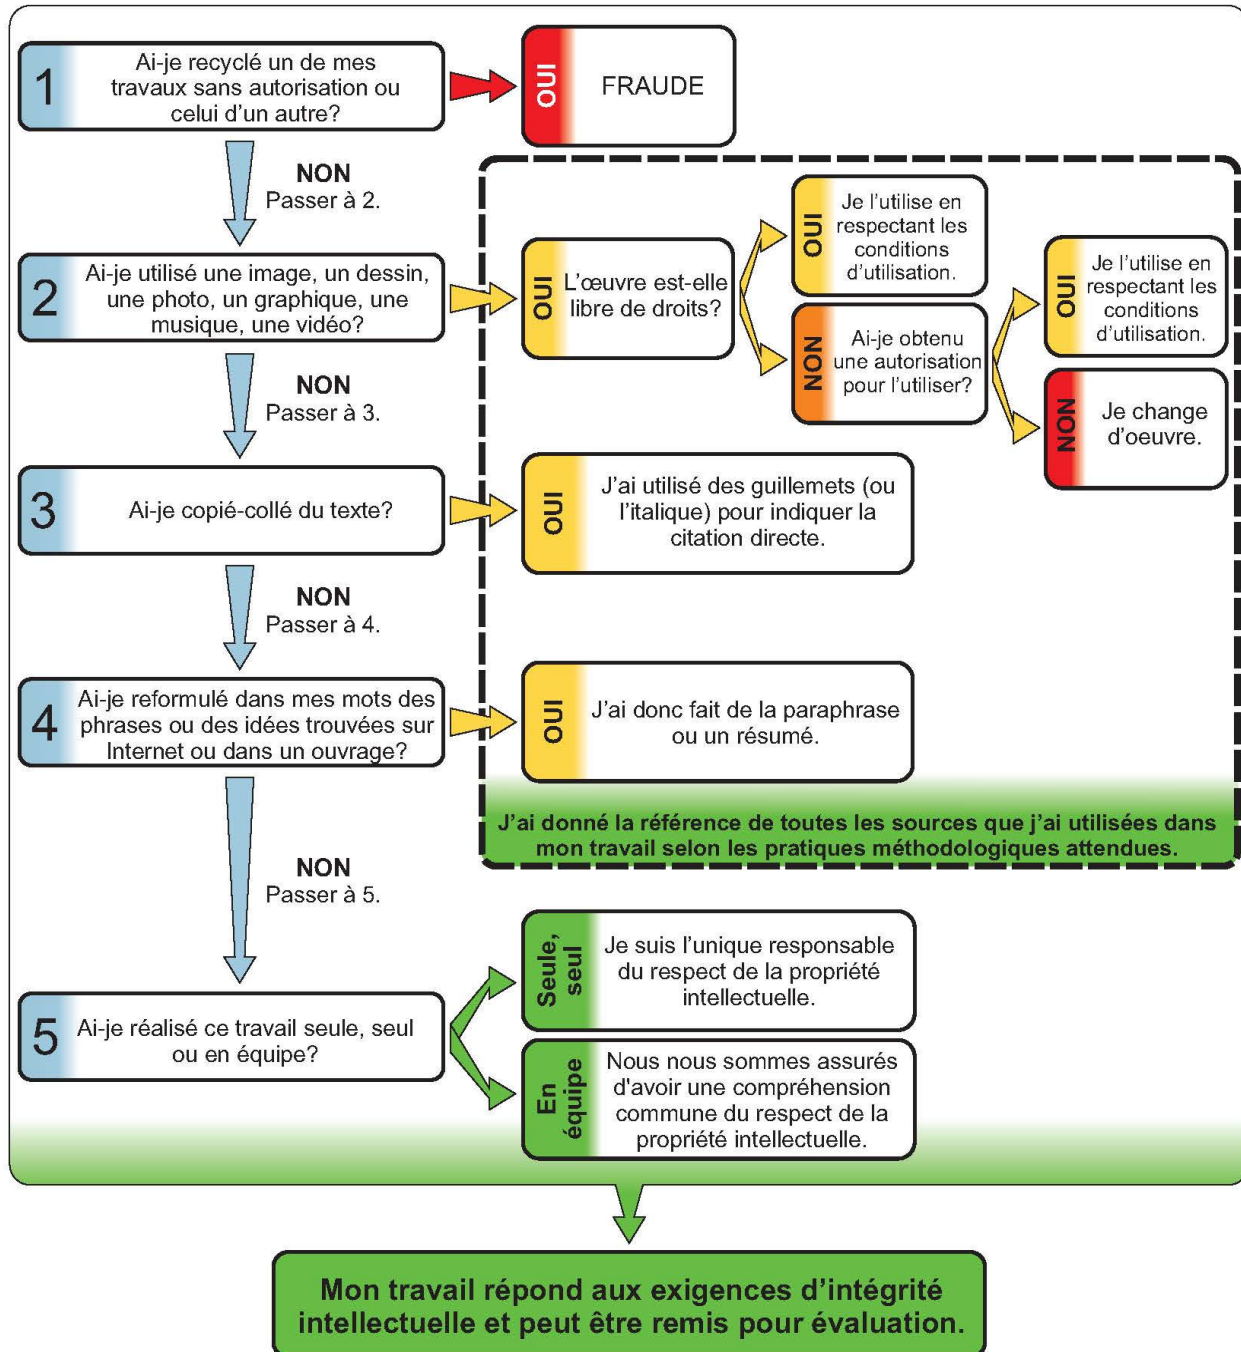 1
Ai-je recyclé un de mes
travaux sans autorisation ou
celui d'un autre?
OUI
FRAUDE
NON
Passer à 2.
2
Ai-je utilisé une image, un dessin,
une photo, un graphique, une
musique, une vidéo?
OUI
L'œuvre est-elle
libre de droits?
OUI
Je l'utilise en
respectant les
conditions
d'utilisation.
NON
Ai-je obtenu
une autorisation
pour l'utiliser?
OUI
Je l'utilise en
respectant les
conditions
d'utilisation.
NON
Je change
d'oeuvre.
NON
Passer à 3.
3
Ai-je copié-collé du texte?
OUI
J'ai utilisé des guillemets (ou
l'italique) pour indiquer la
citation directe.
NON
Passer à 4.
4
Ai-je reformulé dans mes mots des
phrases ou des idées trouvées sur
Internet ou dans un ouvrage?
OUI
J'ai donc fait de la paraphrase
ou un résumé.
J'ai donné la référence de toutes les sources que j'ai utilisées dans
mon travail selon les pratiques méthodologiques attendues.
NON
Passer à 5.
5
Ai-je réalisé ce travail seule, seul
ou en équipe?
Seule,
seul
Je suis l'unique responsable
du respect de la propriété
intellectuelle.
En
équipe
Nous nous sommes assurés
d'avoir une compréhension
commune du respect de la
propriété intellectuelle.
Mon travail répond aux exigences d'intégrité
intellectuelle et peut être remis pour évaluation.